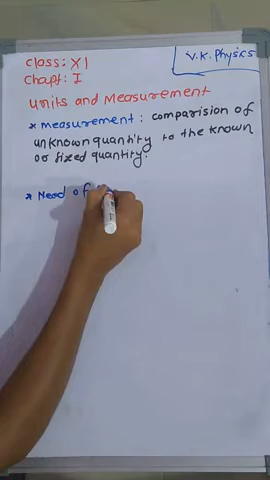 V.K. Physics
Class: XI
Chapt: I
Units and Measurement
* measurement: comparision of
unknown quantity to the known
or fixed quantity.
* Need of